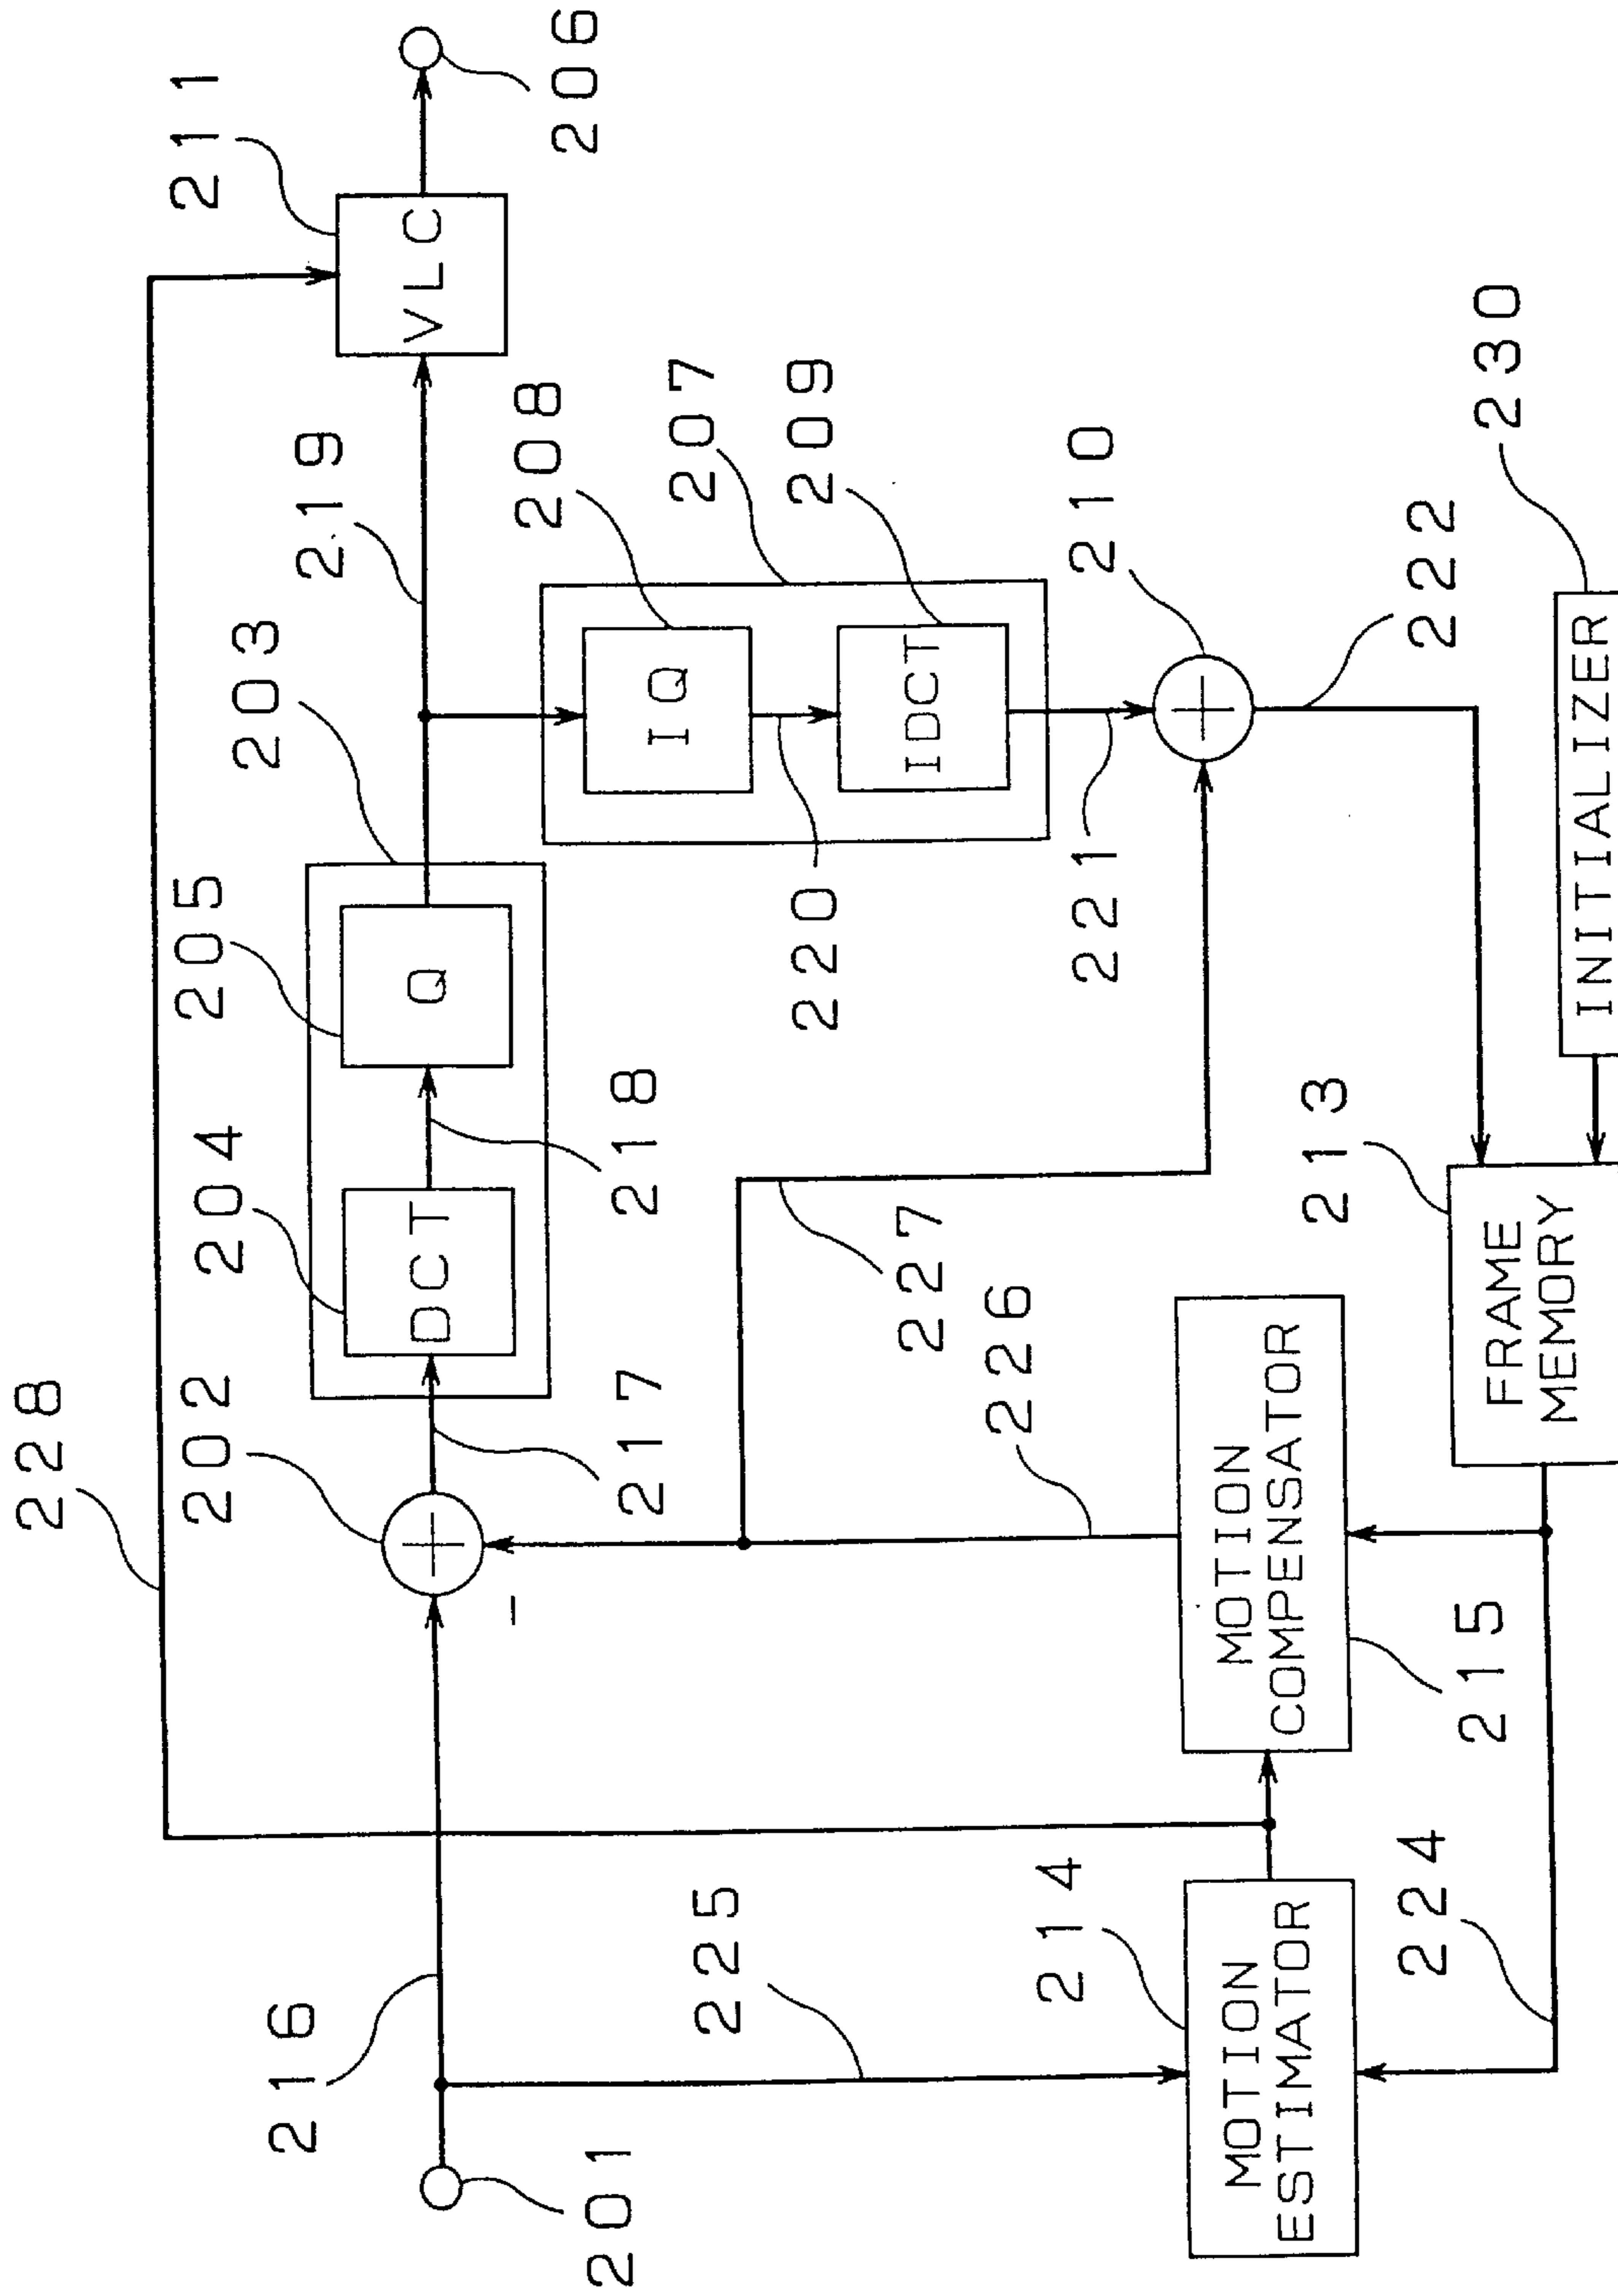 228
211
202
204
205
203
219
VLC
206
216
DCT
Q
217
218
208
207
209
IQ
IDCT
201
-
225
226
227
220
221
210
214
MOTION
ESTIMATOR
MOTION
COMPENSATOR
215
213
222
230
224
FRAME
MEMORY
INITIALIZER